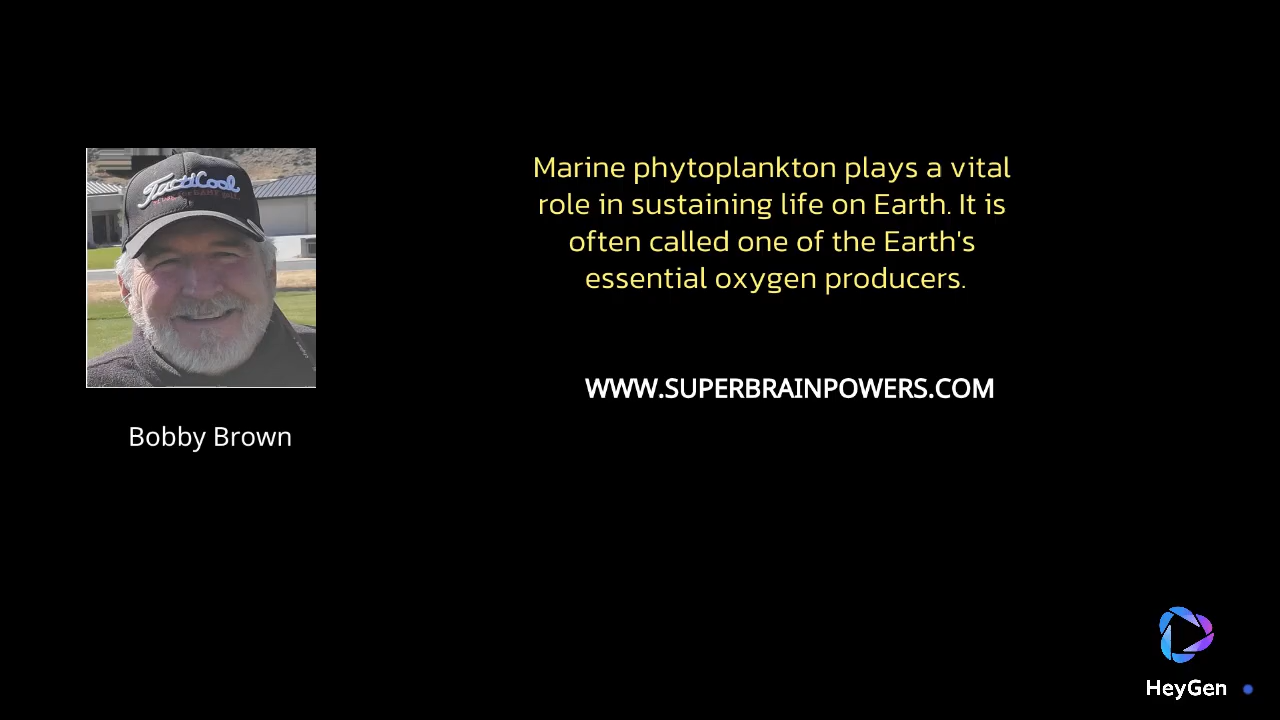 TattiCool
Marine phytoplankton plays a vital
role in sustaining life on Earth. It is
often called one of the Earth's
essential oxygen producers.
WWW.SUPERBRAINPOWERS.COM
Bobby Brown
HeyGen